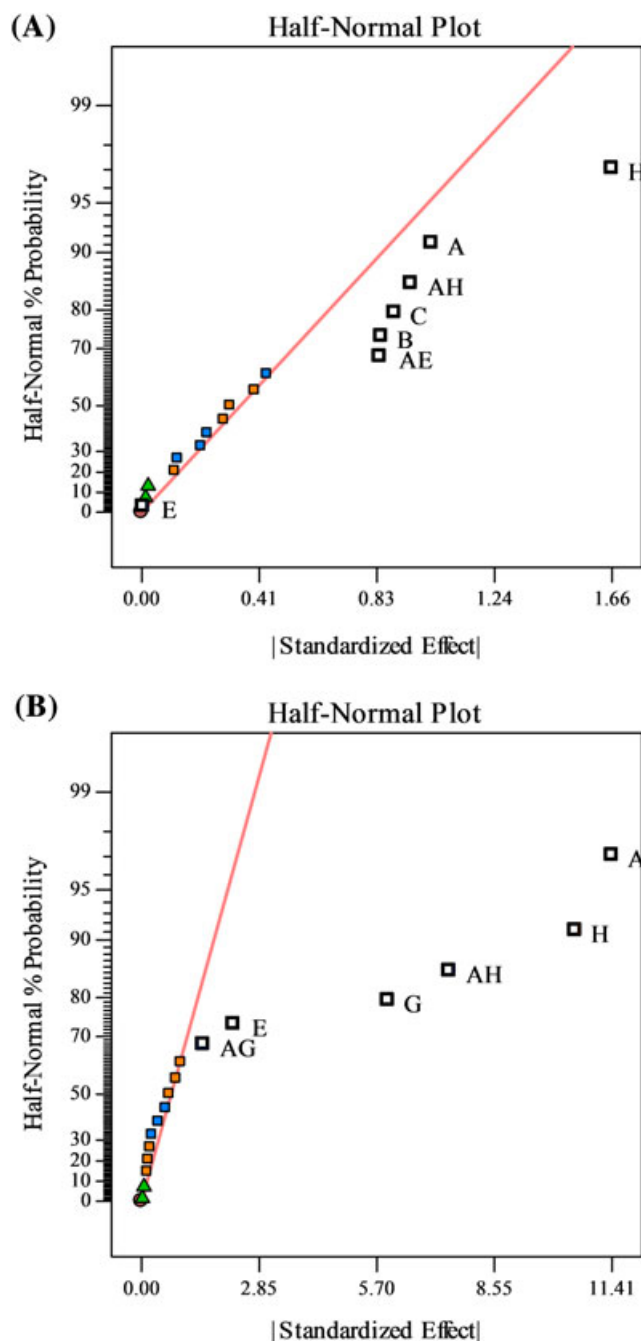 (A)
Half-Normal Plot
Half-Normal % Probability
99
95
90
80
70
50
30
20
10
0
H
A
AH
C
B
AE
E
0.00 0.41 0.83 1.24 1.66
|Standardized Effect|
(B)
Half-Normal Plot
Half-Normal % Probability
99
95
90
80
70
50
30
20
10
0
A
H
AH
G
E
AG
0.00 2.85 5.70 8.55 11.41
|Standardized Effect|